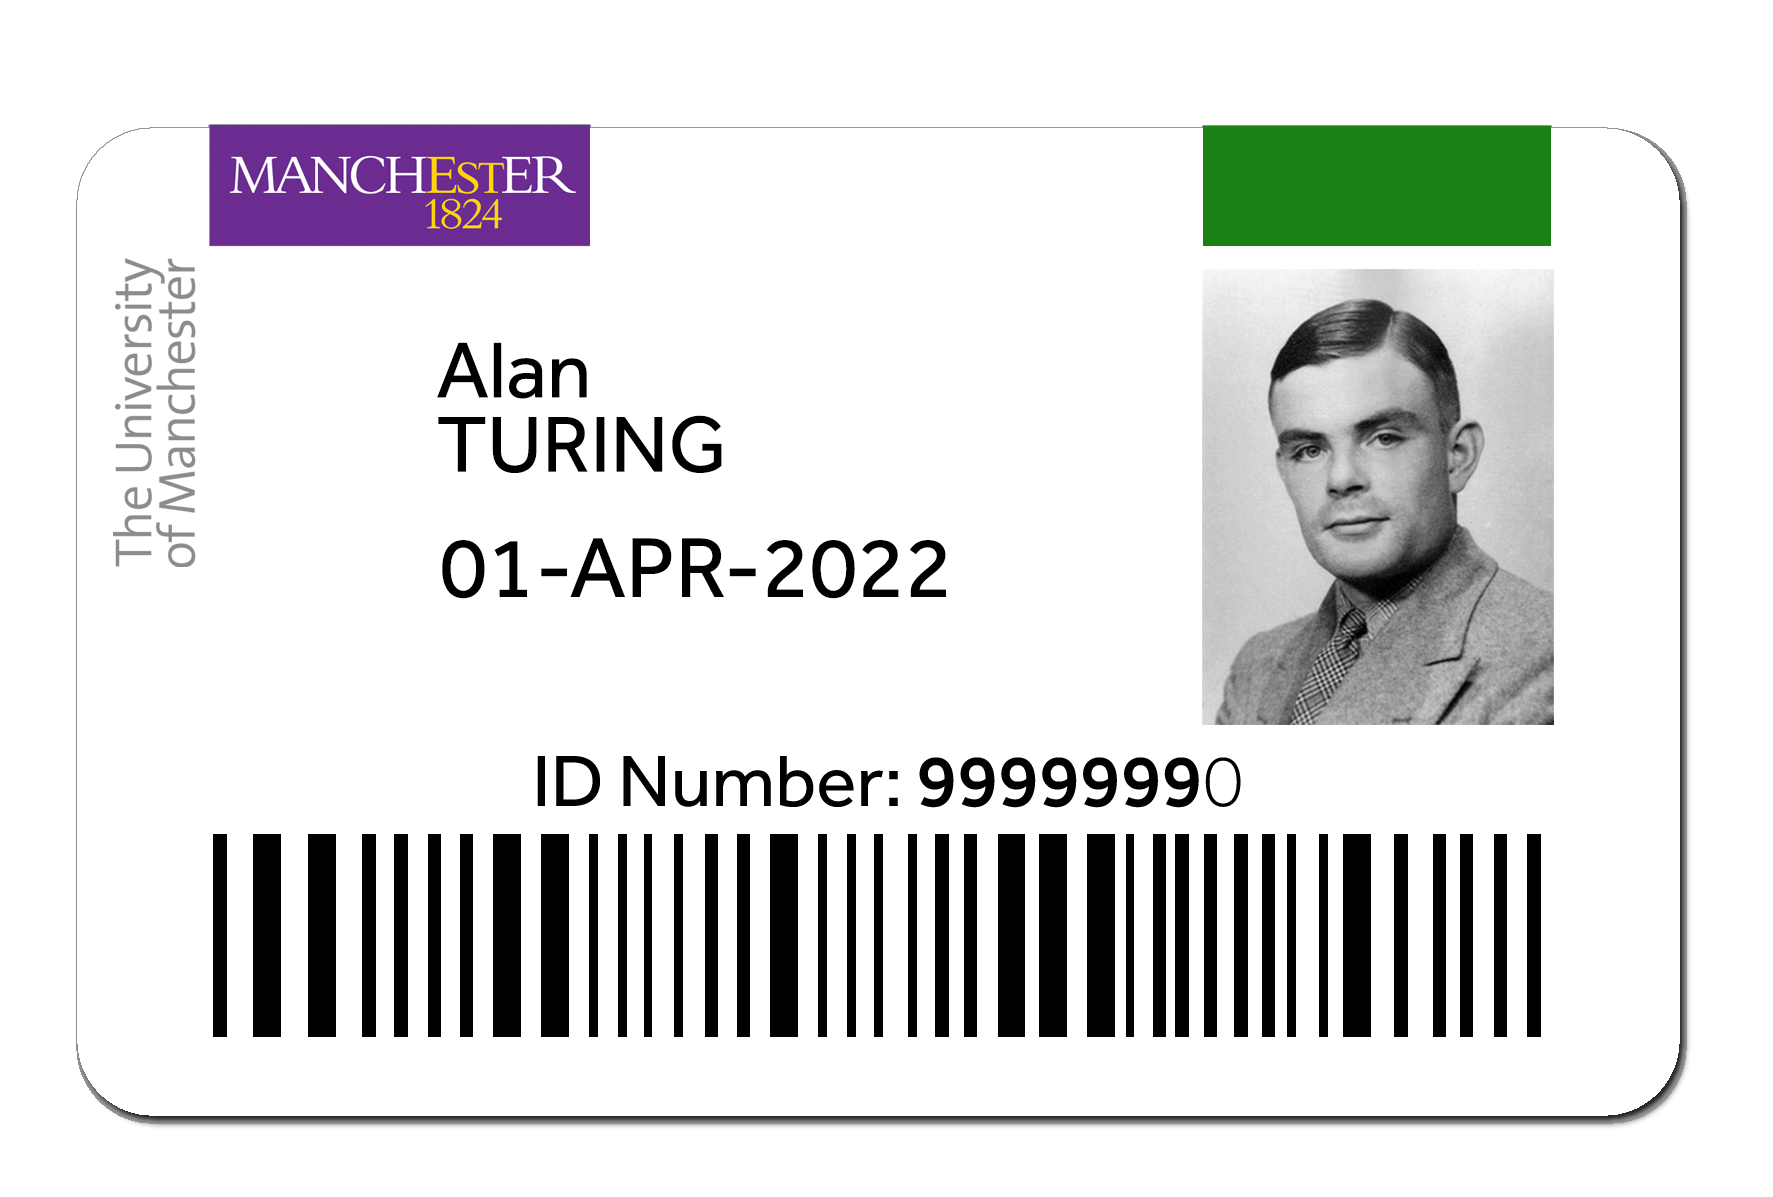 MANCHEsTER
1824
The University
of Manchester
Alan
TURING
01-APR-2022
ID Number: 99999990